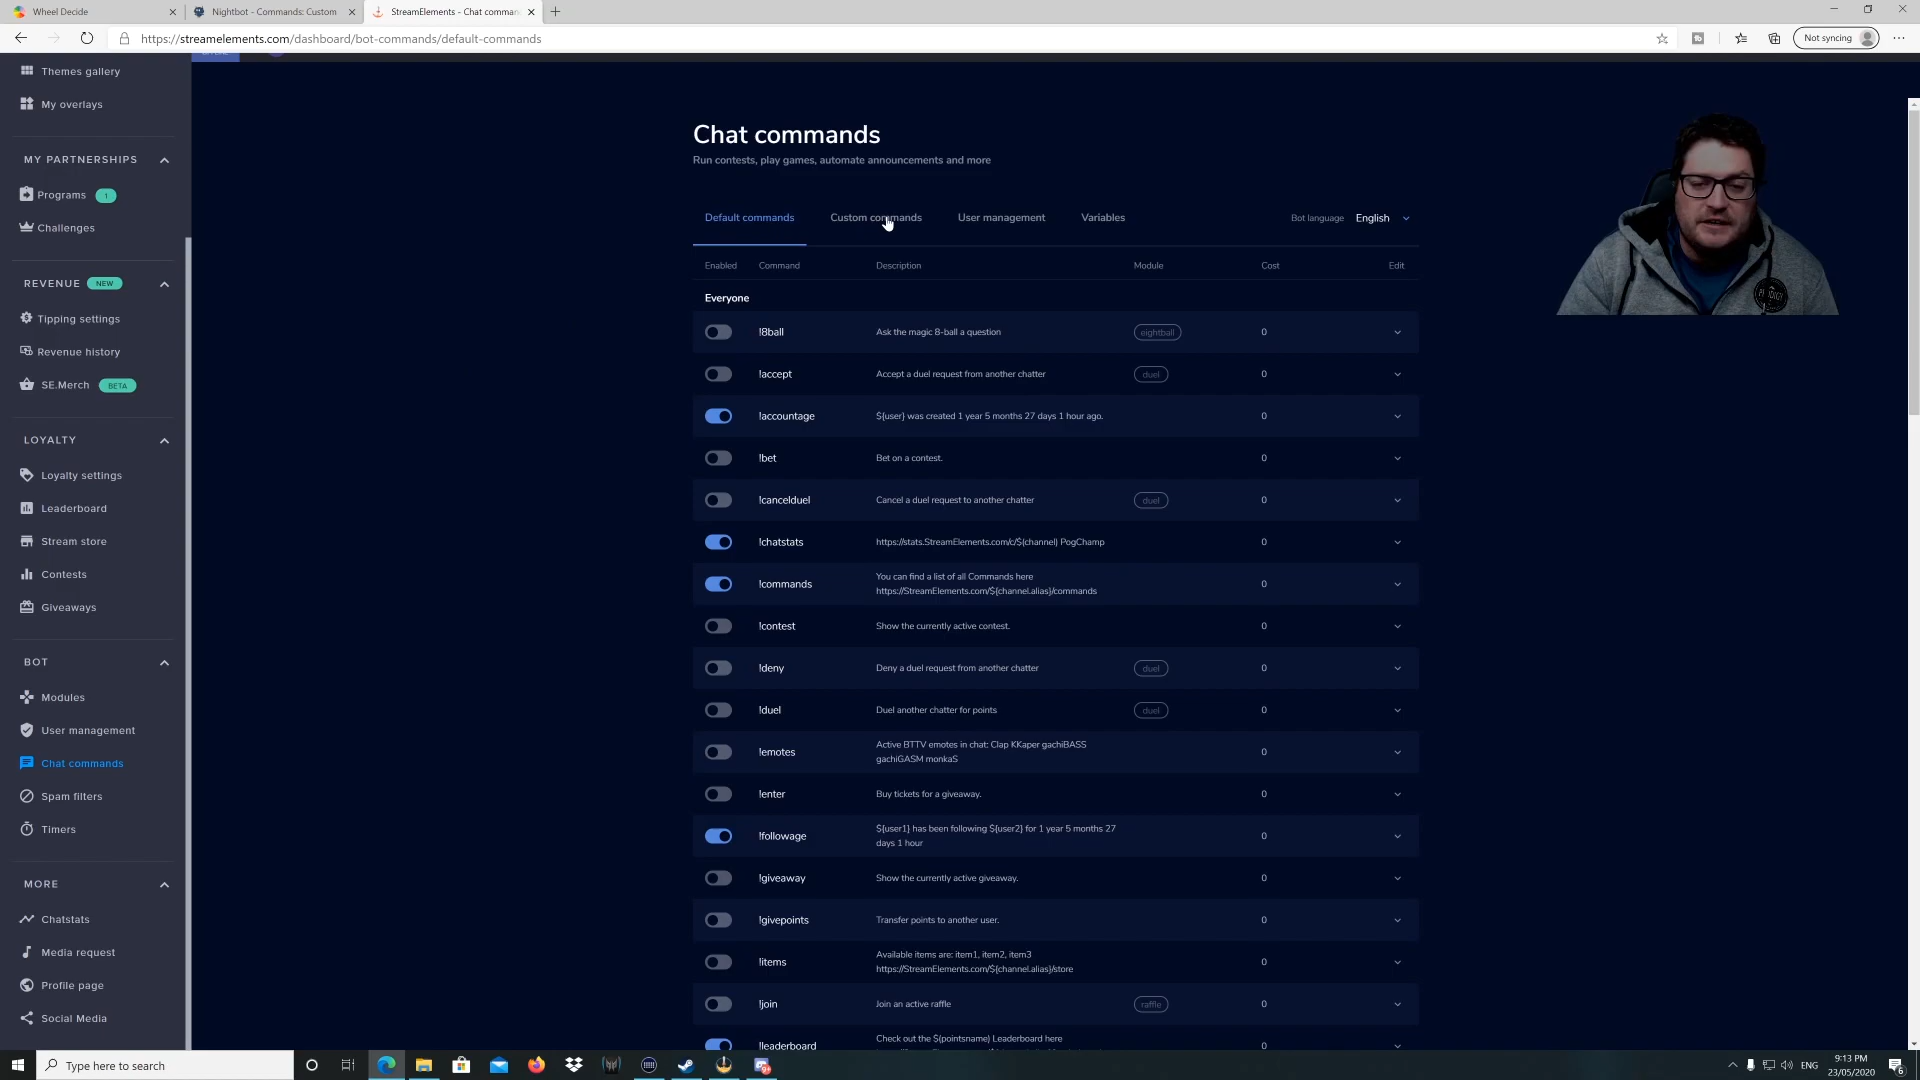 Wheel Decide
Nightbot - Commands: Custom
StreamElements - Chat comman
https://streamelements.com/dashboard/bot-commands/default-commands
Not syncing
Themes gallery
My overlays
MY PARTNERSHIPS
Programs 1
Challenges
REVENUE NEW
Tipping settings
Revenue history
SE.Merch BETA
LOYALTY
Loyalty settings
Leaderboard
Stream store
Contests
Giveaways
BOT
Modules
User management
Chat commands
Spam filters
Timers
MORE
Chatstats
Media request
Profile page
Social Media
Chat commands
Run contests, play games, automate announcements and more
Default commands Custom commands User management Variables Bot language English
Enabled Command Description Module Cost Edit
Everyone
!8ball Ask the magic 8-ball a question eightball 0
!accept Accept a duel request from another chatter duel 0
!accountage ${user} was created 1 year 5 months 27 days 1 hour ago. 0
!bet Bet on a contest. 0
!cancelduel Cancel a duel request to another chatter duel 0
!chatstats https://stats.StreamElements.com/c/${channel} PogChamp 0
!commands You can find a list of all Commands here
https://StreamElements.com/${channel.alias}/commands 0
!contest Show the currently active contest. 0
!deny Deny a duel request from another chatter duel 0
!duel Duel another chatter for points duel 0
!emotes Active BTTV emotes in chat: Clap KKaper gachiBASS
gachiGASM monkaS 0
!enter Buy tickets for a giveaway. 0
!followage ${user1} has been following ${user2} for 1 year 5 months 27
days 1 hour 0
!giveaway Show the currently active giveaway. 0
!givepoints Transfer points to another user. 0
!items Available items are: item1, item2, item3
https://StreamElements.com/${channel.alias}/store 0
!join Join an active raffle raffle 0
!leaderboard Check out the ${pointsname} Leaderboard here 0
Type here to search
ENG
9:13 PM
23/05/2020
6